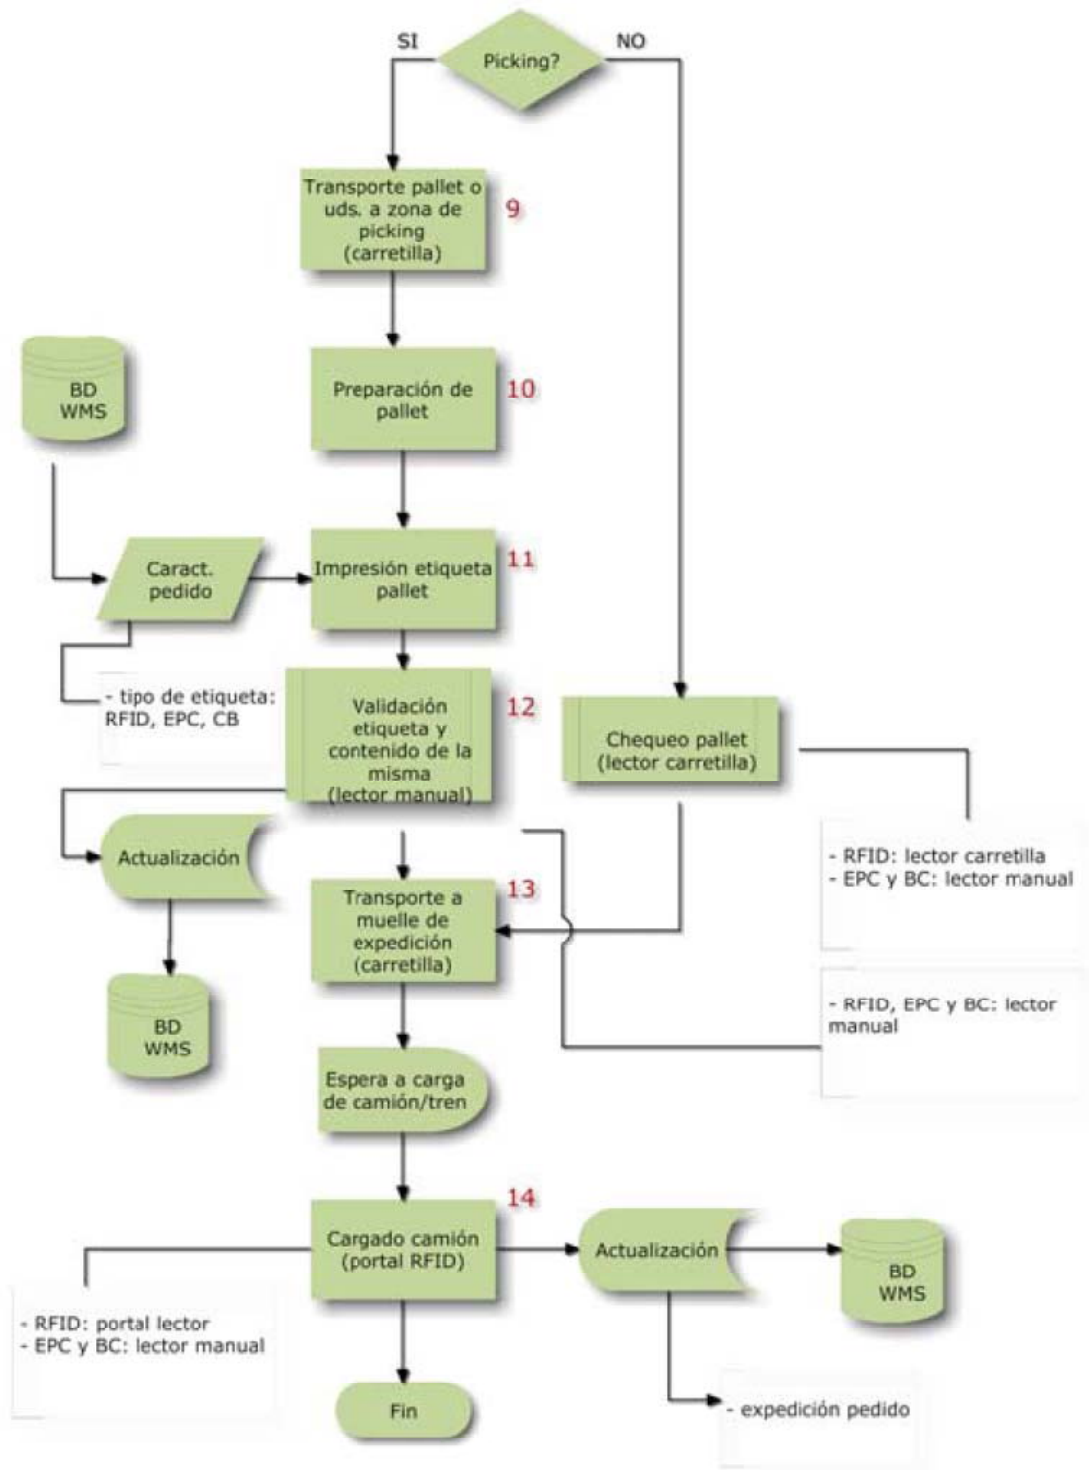 SI
Picking?
NO
Transporte pallet o
uds. a zona de
picking
(carretilla)
9
BD
WMS
Preparación de
pallet
10
Caract.
pedido
Impresión etiqueta
pallet
11
- tipo de etiqueta:
RFID, EPC, CB
Validación
etiqueta y
contenido de la
misma
(lector manual)
12
Chequeo pallet
(lector carretilla)
Actualización
- RFID: lector carretilla
- EPC y BC: lector manual
Transporte a
muelle de
expedición
(carretilla)
13
BD
WMS
- RFID, EPC y BC: lector
manual
Espera a carga
de camión/tren
Cargado camión
(portal RFID)
14
Actualización
BD
WMS
- RFID: portal lector
- EPC y BC: lector manual
Fin
- expedición pedido